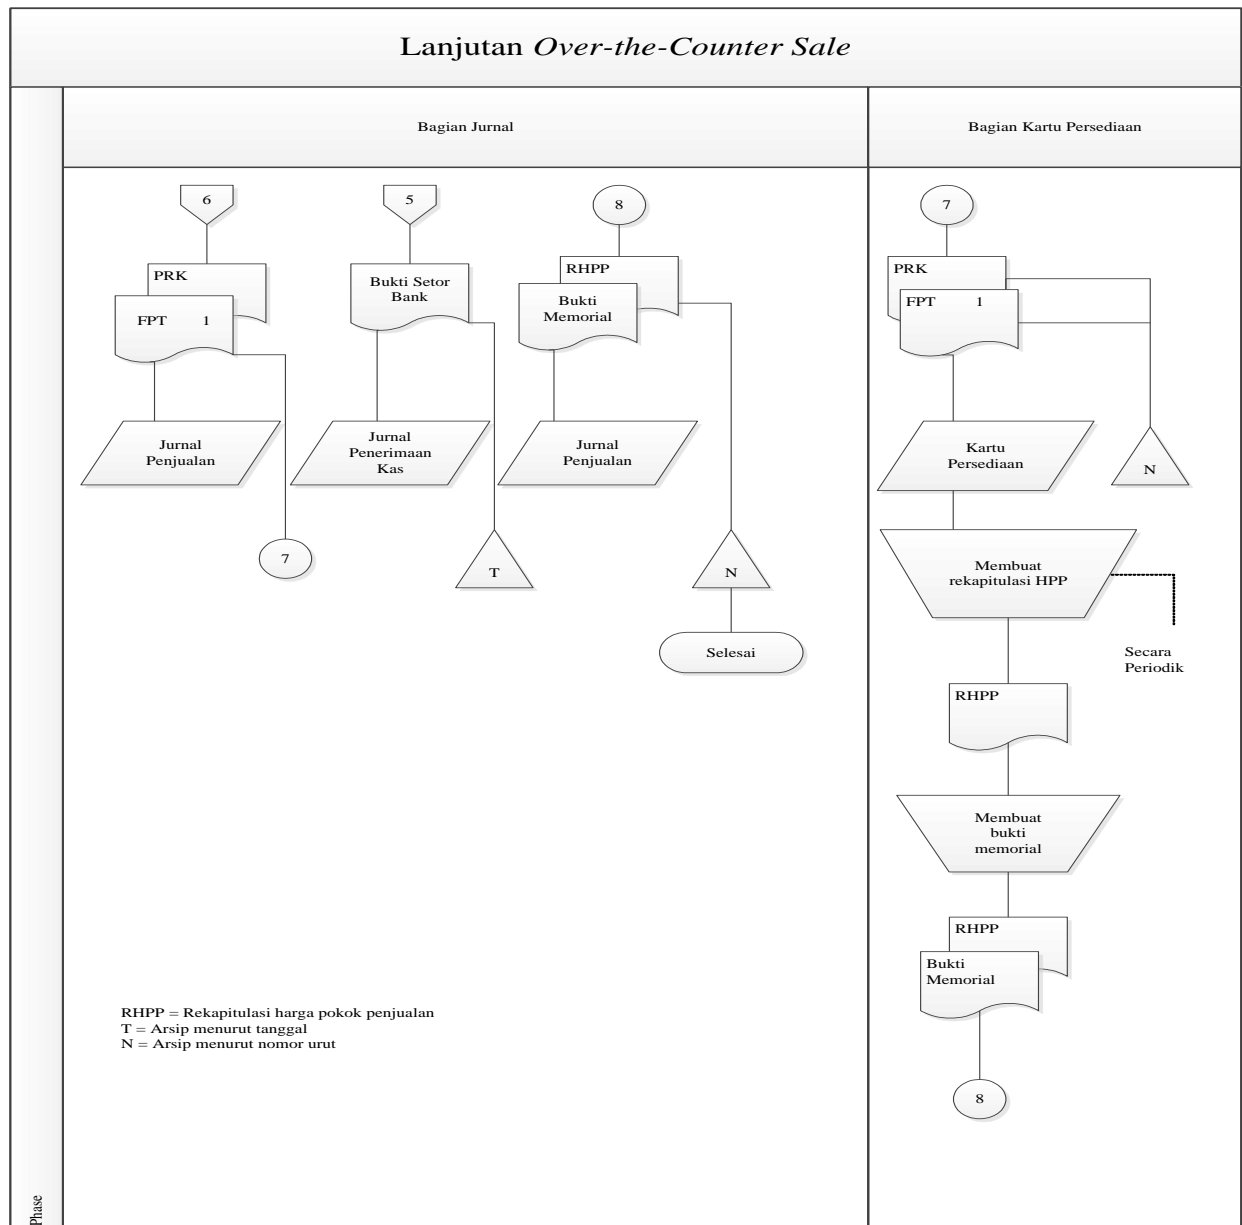 Lanjutan Over-the-Counter Sale
Bagian Jurnal
Bagian Kartu Persediaan
6
PRK
FPT 1
Jurnal
Penjualan
7
5
Bukti Setor
Bank
Jurnal
Penerimaan
Kas
T
8
RHPP
Bukti
Memorial
Jurnal
Penjualan
N
Selesai
7
PRK
FPT 1
Kartu
Persediaan
N
Membuat
rekapitulasi HPP
Secara
Periodik
RHPP
Membuat
bukti
memorial
RHPP
Bukti
Memorial
8
RHPP = Rekapitulasi harga pokok penjualan
T = Arsip menurut tanggal
N = Arsip menurut nomor urut
Phase